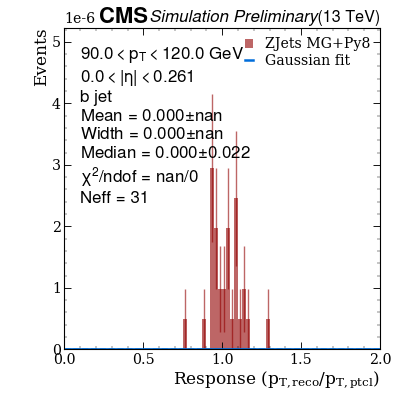 1e-6 CMS Simulation Preliminary (13 TeV)
Events
90.0 < p_T < 120.0 GeV
0.0 < |η| < 0.261
b jet
Mean = 0.000±nan
Width = 0.000±nan
Median = 0.000±0.022
χ²/ndof = nan/0
Neff = 31
ZJets MG+Py8
Gaussian fit
5
4
3
2
1
0
0.0 0.5 1.0 1.5 2.0
Response (p_T,reco/p_T,ptcl)